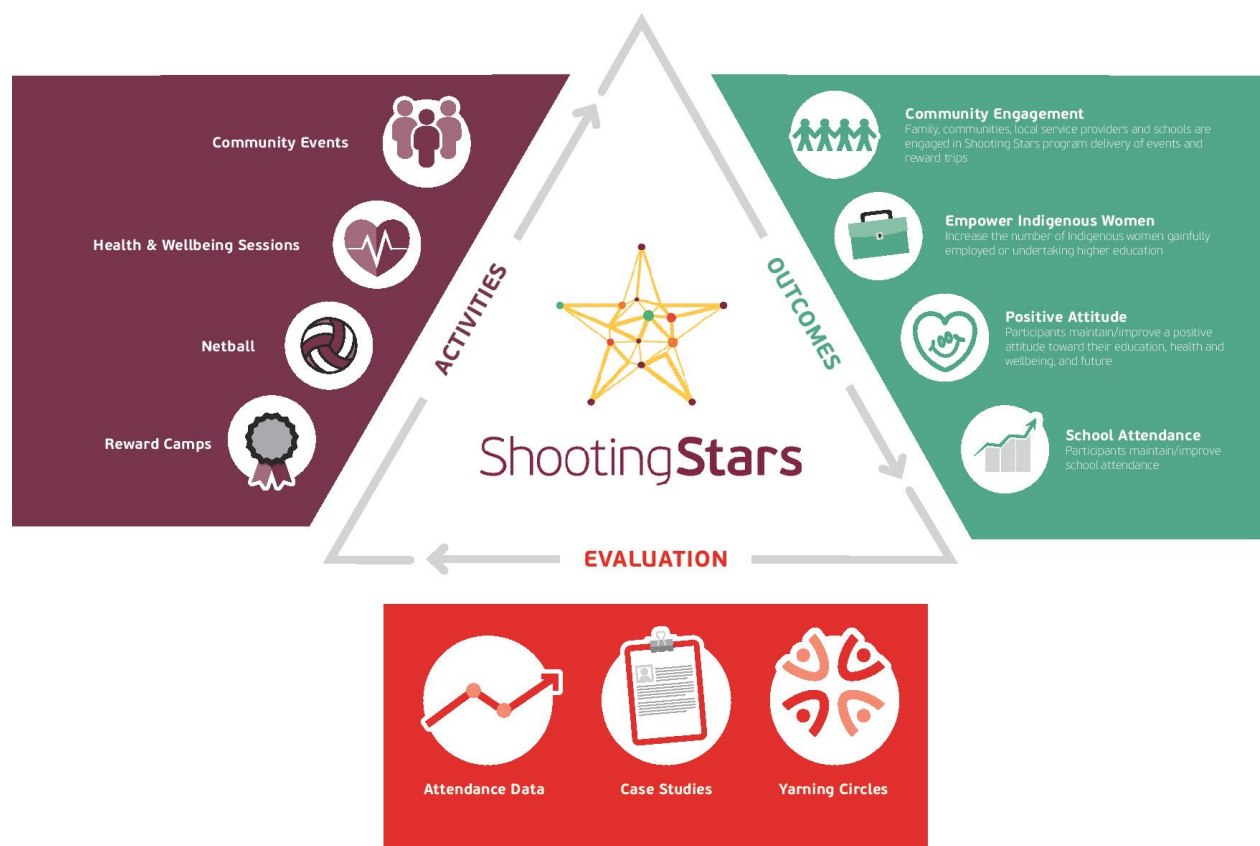 Community Events
Health & Wellbeing Sessions
Netball
Reward Camps
ACTIVITIES
ShootingStars
OUTCOMES
Community Engagement
Family, communities, local service providers and schools are
engaged in Shooting Stars program delivery of events and
reward trips
Empower Indigenous Women
Increase the number of Indigenous women gainfully
employed or undertaking higher education
Positive Attitude
Participants maintain/improve a positive
attitude toward their education, health and
wellbeing, and future
School Attendance
Participants maintain/improve
school attendance
EVALUATION
Attendance Data
Case Studies
Yarning Circles